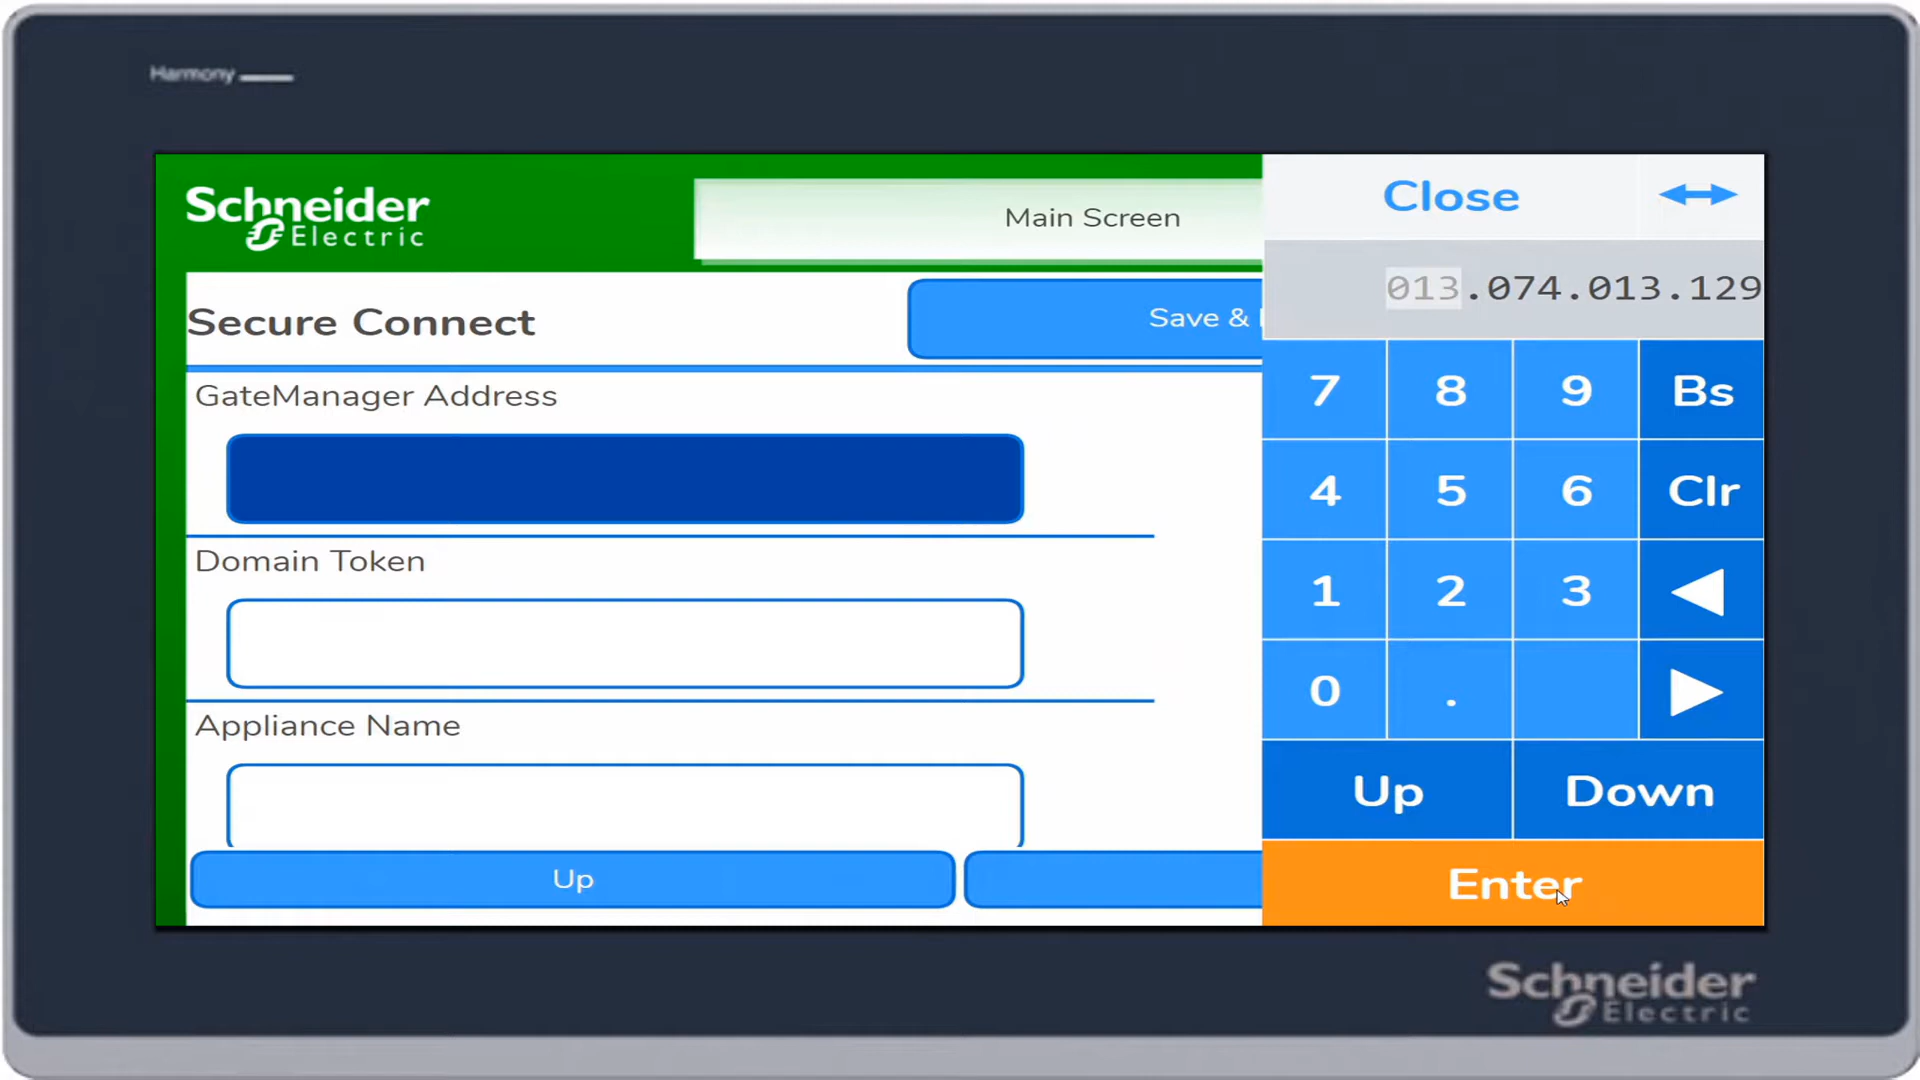 Harmony
Schneider
Electric
Main Screen
Close
013.074.013.129
Secure Connect
Save &
GateManager Address
Domain Token
Appliance Name
Up
7 8 9 Bs
4 5 6 Clr
1 2 3
0 .
Up Down
Enter
Schneider
Electric